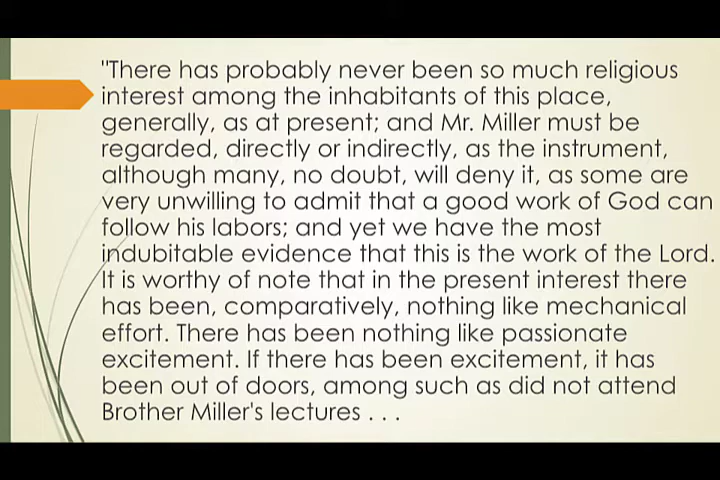 "There has probably never been so much religious
interest among the inhabitants of this place,
generally, as at present; and Mr. Miller must be
regarded, directly or indirectly, as the instrument,
although many, no doubt, will deny it, as some are
very unwilling to admit that a good work of God can
follow his labors; and yet we have the most
indubitable evidence that this is the work of the Lord.
It is worthy of note that in the present interest there
has been, comparatively, nothing like mechanical
effort. There has been nothing like passionate
excitement. If there has been excitement, it has
been out of doors, among such as did not attend
Brother Miller's lectures . . .